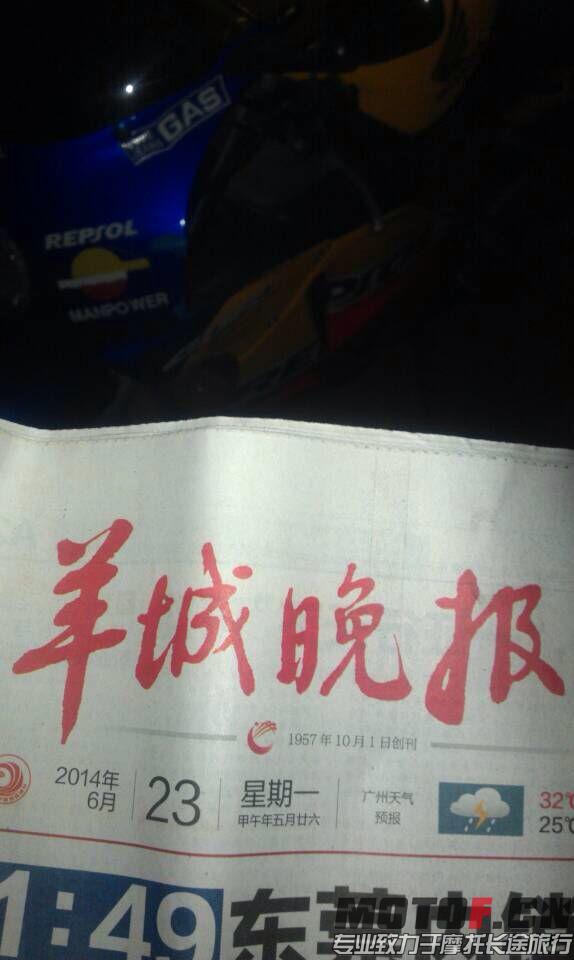 GAS
REPSOL
MANPOWER
羊城晚报
1957年10月1日创刊
2014年
6月
23
星期一
甲午年五月廿六
广州天气
预报
32℃
25℃
1:49
东莞
MOTOF.CN
专业致力于摩托长途旅行